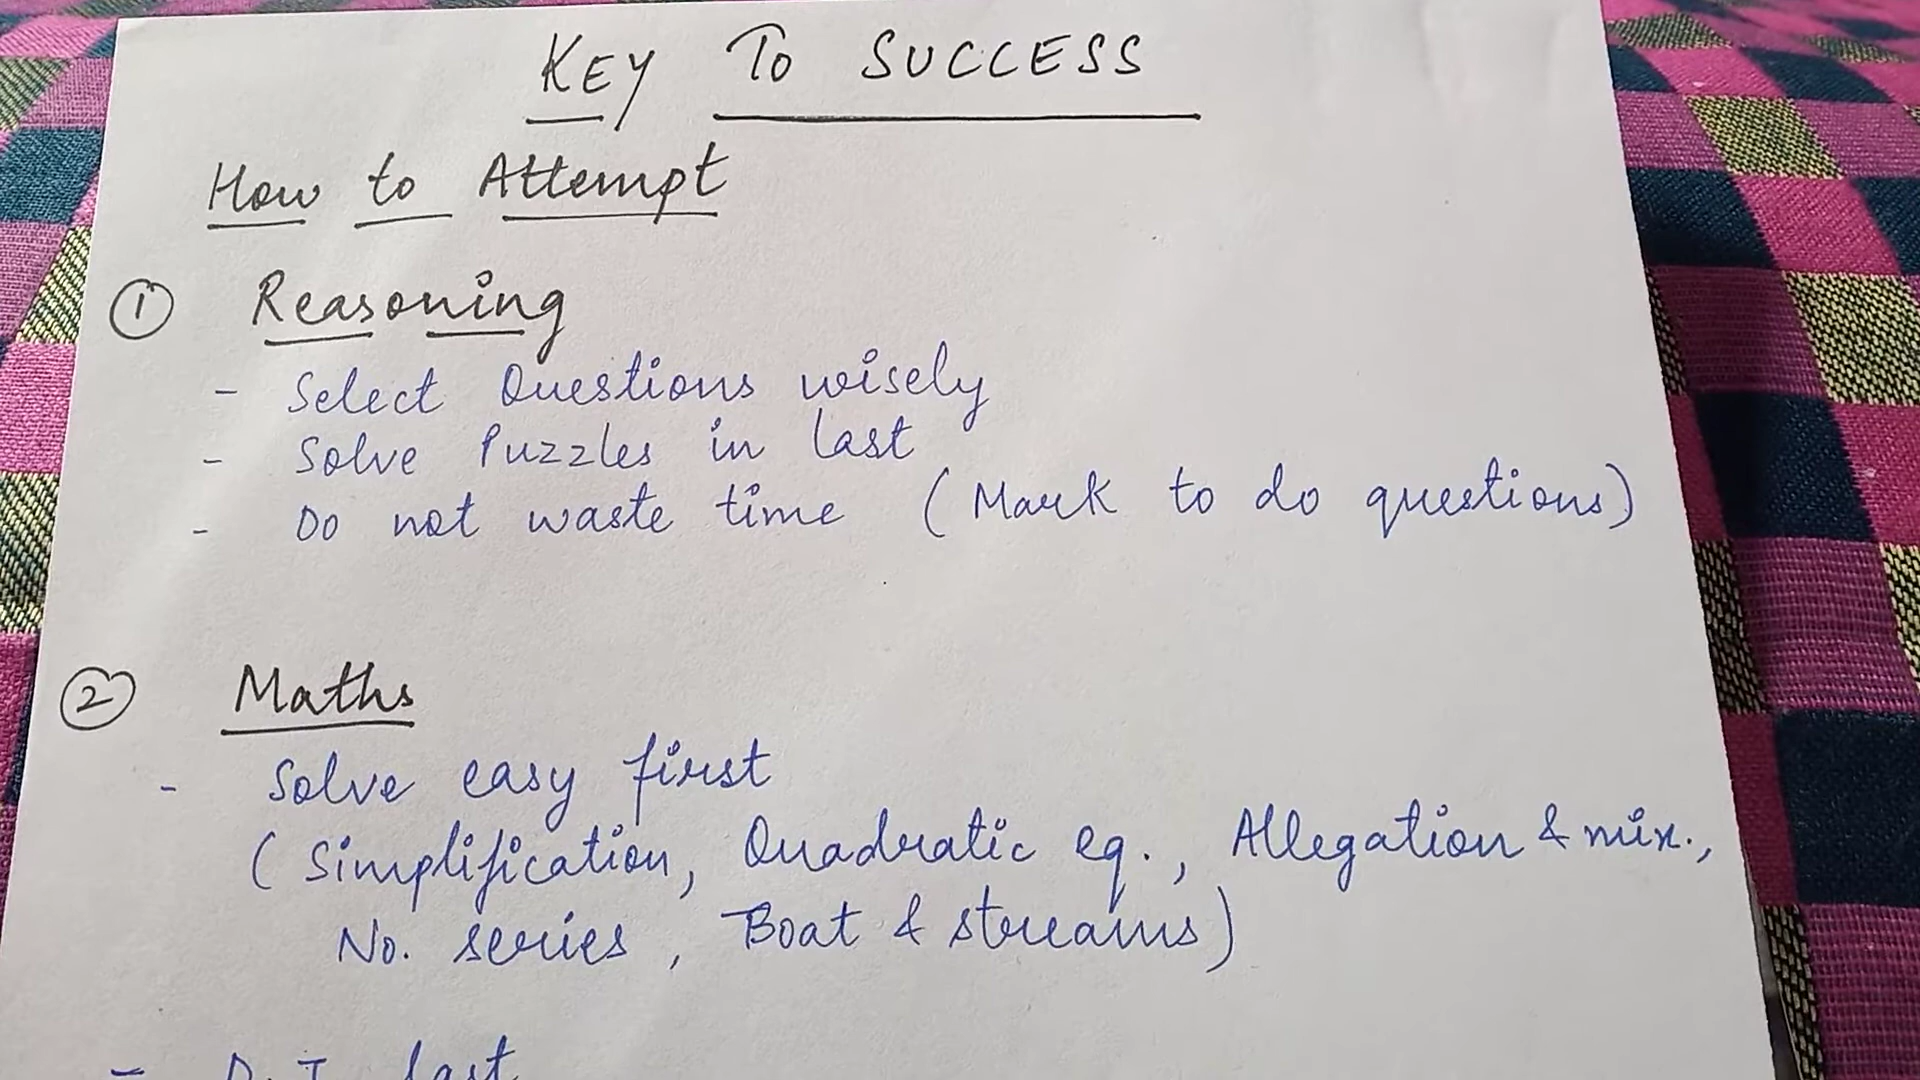 KEY TO SUCCESS
How to Attempt
① Reasoning
- Select Questions wisely
- Solve Puzzles in last
- Do not waste time (Mark to do questions)
② Maths
- Solve easy first
(Simplification, Quadratic eq., Allegation & mix.,
No. series, Boat & streams)
- D.I last